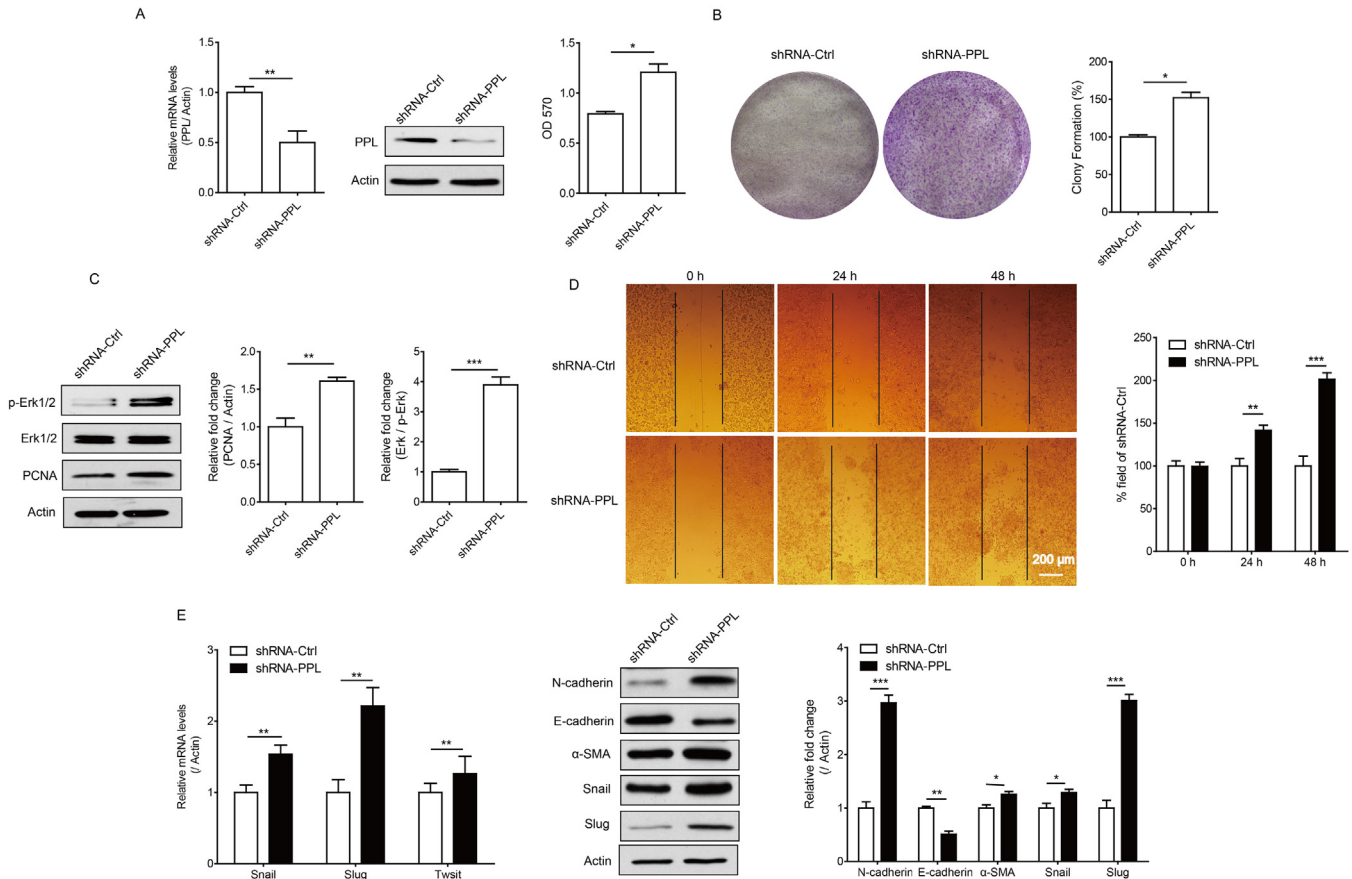 A
Relative mRNA levels
(PPL/ Actin)
1.5
1.0
0.5
0.0
**
shRNA-Ctrl
shRNA-PPL
shRNA-Ctrl
shRNA-PPL
PPL
Actin
OD 570
1.5
1.0
0.5
0.0
*
shRNA-Ctrl
shRNA-PPL
B
shRNA-Ctrl
shRNA-PPL
Clony Formation (%)
200
150
100
50
0
*
shRNA-Ctrl
shRNA-PPL
C
shRNA-Ctrl
shRNA-PPL
p-Erk1/2
Erk1/2
PCNA
Actin
Relative fold change
(PCNA / Actin)
2.0
1.5
1.0
0.5
0.0
**
shRNA-Ctrl
shRNA-PPL
Relative fold change
(Erk / p-Erk)
5
4
3
2
1
0
***
shRNA-Ctrl
shRNA-PPL
D
0 h
24 h
48 h
shRNA-Ctrl
shRNA-PPL
200 μm
shRNA-Ctrl
shRNA-PPL
% field of shRNA-Ctrl
250
200
150
100
50
0
**
***
0 h
24 h
48 h
E
shRNA-Ctrl
shRNA-PPL
Relative mRNA levels
(/ Actin)
3
2
1
0
**
**
**
Snail
Slug
Twsit
shRNA-Ctrl
shRNA-PPL
N-cadherin
E-cadherin
α-SMA
Snail
Slug
Actin
shRNA-Ctrl
shRNA-PPL
Relative fold change
(/ Actin)
4
3
2
1
0
***
**
*
*
***
N-cadherin
E-cadherin
α-SMA
Snail
Slug